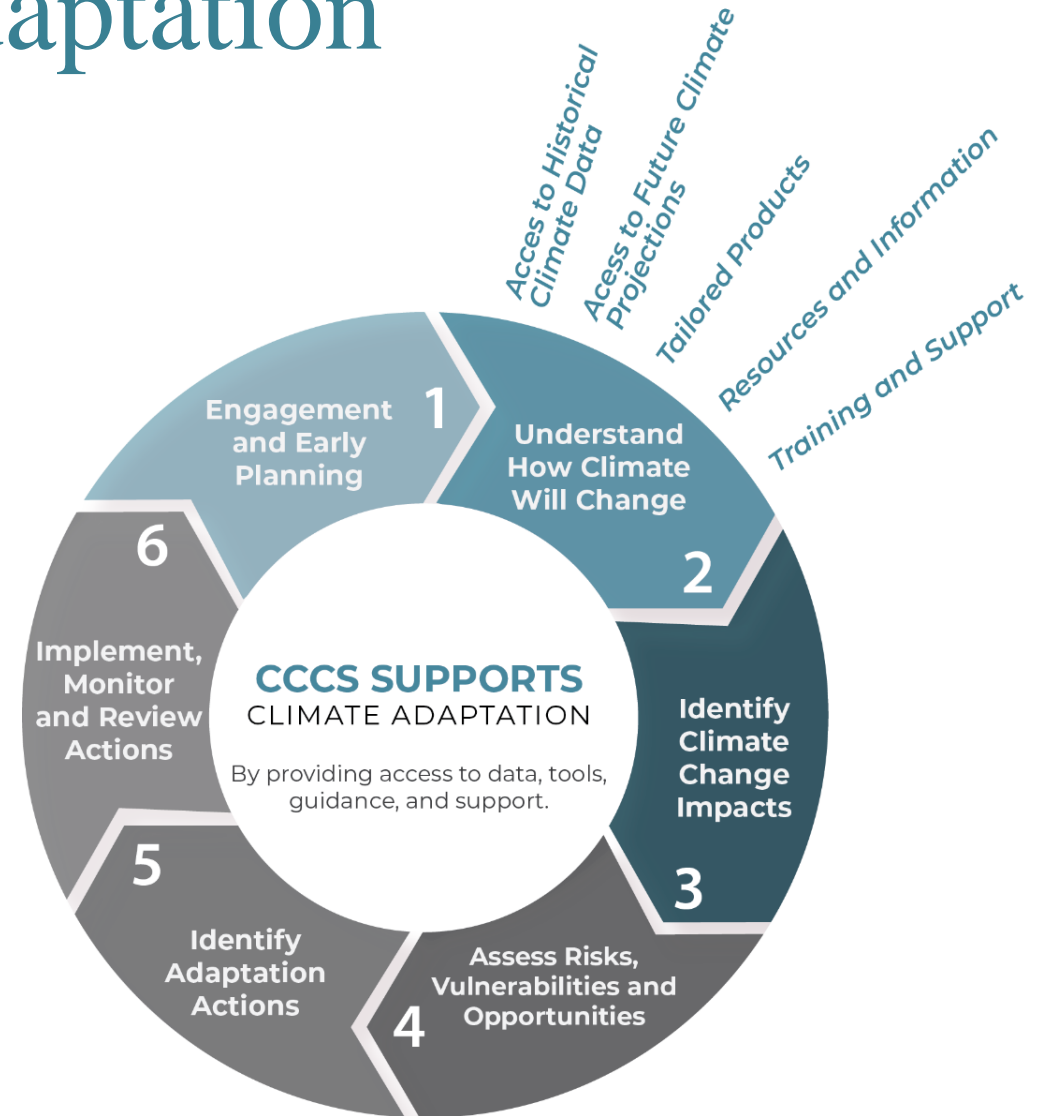 aptation
Acces to Historical
Climate Data
Acess to Future Climate
Projections
Tailored Products
Resources and Information
Training and Support
1
Engagement
and Early
Planning
Understand
How Climate
Will Change
2
Identify
Climate
Change
Impacts
3
Assess Risks,
Vulnerabilities and
Opportunities
4
5
Identify
Adaptation
Actions
6
Implement,
Monitor
and Review
Actions
CCCS SUPPORTS
CLIMATE ADAPTATION
By providing access to data, tools,
guidance, and support.